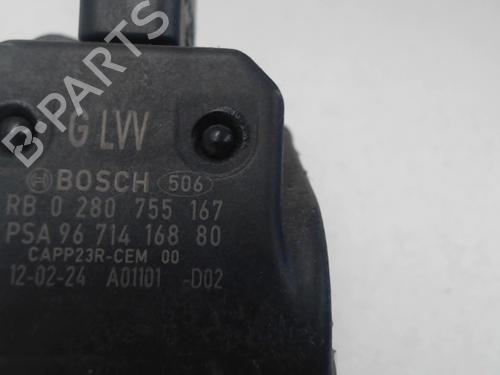 G LW
BOSCH 506
RB 0 280 755 167
PSA 96 714 168 80
CAPP23R-CEM 00
12-02-24 A01101 -D02
B-PARTS